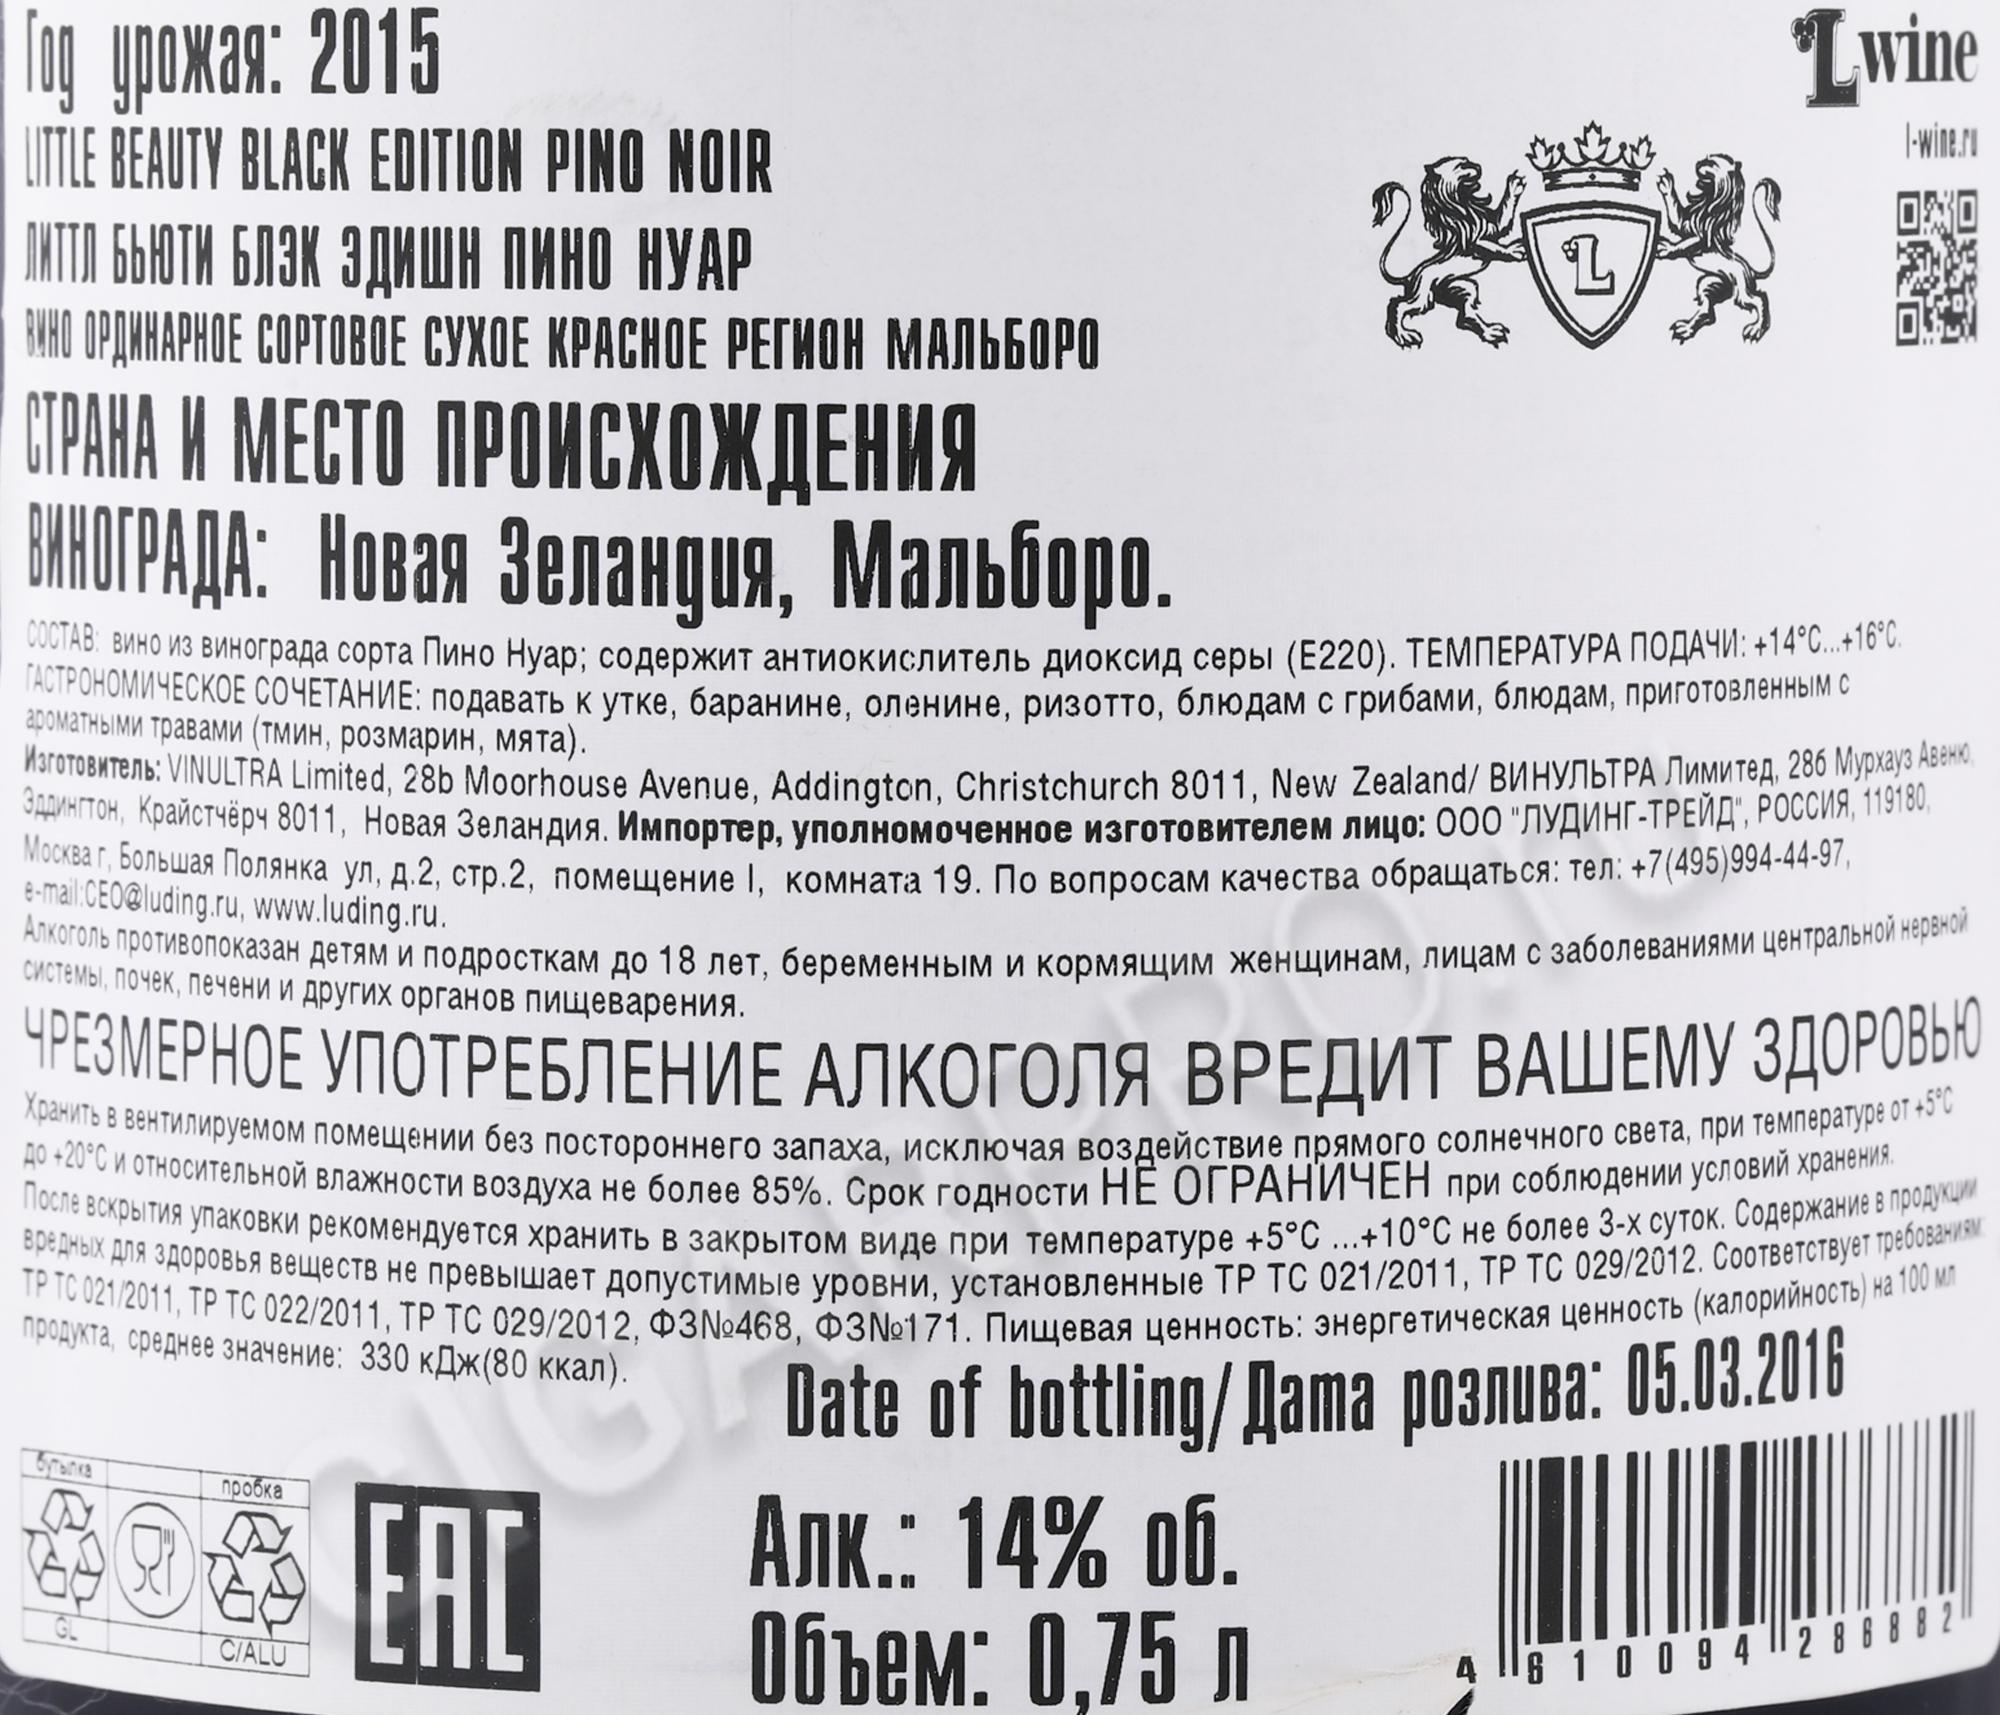 Год урожая: 2015
Lwine
l-wine.ru
LITTLE BEAUTY BLACK EDITION PINO NOIR
ЛИТТЛ БЬЮТИ БЛЭК ЭДИШН ПИНО НУАР
ВИНО ОРДИНАРНОЕ СОРТОВОЕ СУХОЕ КРАСНОЕ РЕГИОН МАЛЬБОРО
L
СТРАНА И МЕСТО ПРОИСХОЖДЕНИЯ
ВИНОГРАДА: Новая Зеландия, Мальборо.
СОСТАВ: вино из винограда сорта Пино Нуар; содержит антиокислитель диоксид серы (Е220). ТЕМПЕРАТУРА ПОДАЧИ: +14°С...+16°С.
ГАСТРОНОМИЧЕСКОЕ СОЧЕТАНИЕ: подавать к утке, баранине, оленине, ризотто, блюдам с грибами, блюдам, приготовленным с
ароматными травами (тмин, розмарин, мята).
Изготовитель: VINULTRA Limited, 28b Moorhouse Avenue, Addington, Christchurch 8011, New Zealand/ ВИНУЛЬТРА Лимитед, 28б Мурхауз Авеню,
Эддингтон, Крайстчёрч 8011, Новая Зеландия. Импортер, уполномоченное изготовителем лицо: ООО "ЛУДИНГ-ТРЕЙД", РОССИЯ, 119180,
Москва г, Большая Полянка ул, д.2, стр.2, помещение I, комната 19. По вопросам качества обращаться: тел: +7(495)994-44-97,
e-mail:CEO@luding.ru, www.luding.ru.
Алкоголь противопоказан детям и подросткам до 18 лет, беременным и кормящим женщинам, лицам с заболеваниями центральной нервной
системы, почек, печени и других органов пищеварения.
ЧРЕЗМЕРНОЕ УПОТРЕБЛЕНИЕ АЛКОГОЛЯ ВРЕДИТ ВАШЕМУ ЗДОРОВЬЮ
Хранить в вентилируемом помещении без постороннего запаха, исключая воздействие прямого солнечного света, при температуре от +5°С
до +20°С и относительной влажности воздуха не более 85%. Срок годности НЕ ОГРАНИЧЕН при соблюдении условий хранения.
После вскрытия упаковки рекомендуется хранить в закрытом виде при температуре +5°С ...+10°С не более 3-х суток. Содержание в продукции
вредных для здоровья веществ не превышает допустимые уровни, установленные ТР ТС 021/2011, ТР ТС 029/2012. Соответствует требованиям:
ТР ТС 021/2011, ТР ТС 022/2011, ТР ТС 029/2012, ФЗ№468, ФЗ№171. Пищевая ценность: энергетическая ценность (калорийность) на 100 мл
продукта, среднее значение: 330 кДж(80 ккал).
Date of bottling/Дата розлива: 05.03.2016
бутылка
пробка
GL
C/ALU
EAC
Алк.: 14% об.
Объем: 0,75 л
4 610094 286882
CIGARPRO.ru